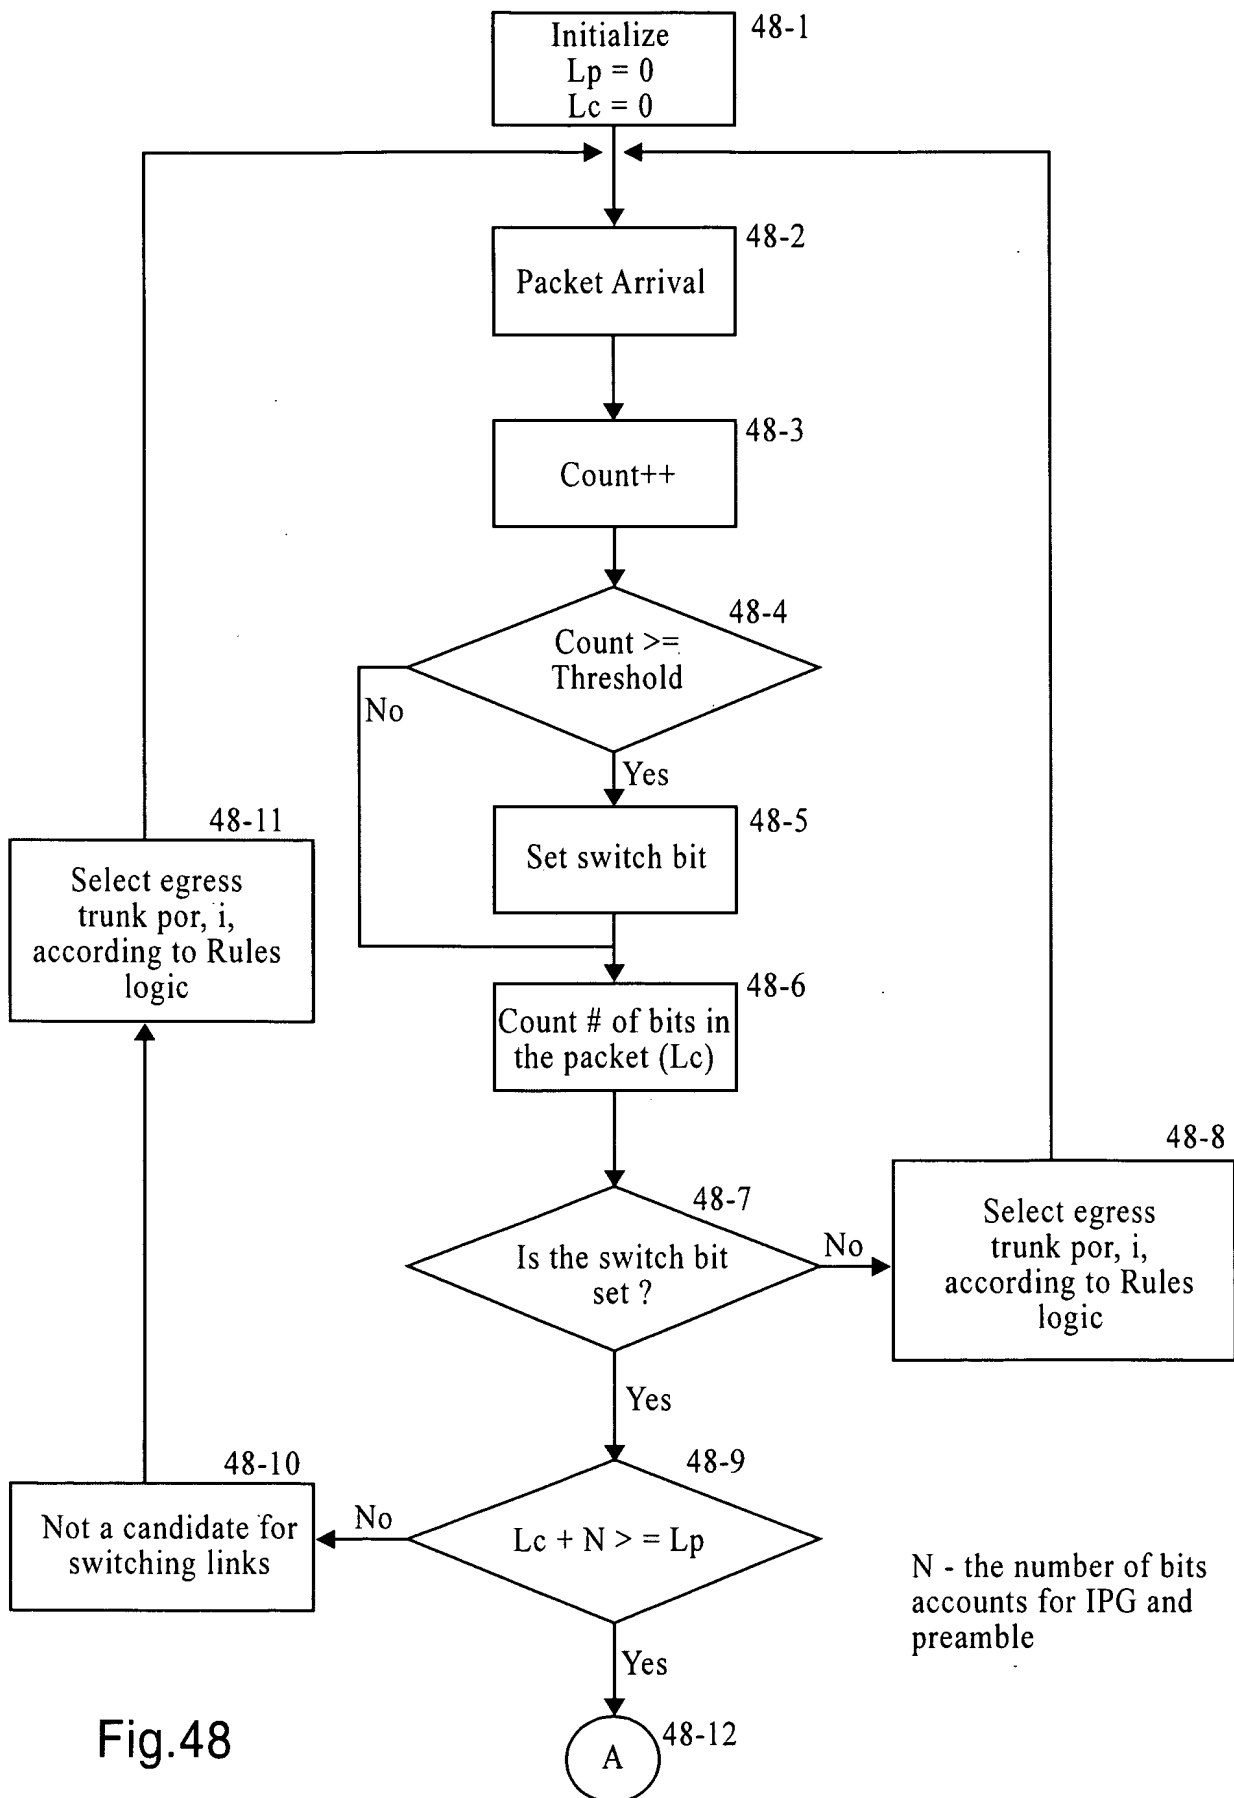 48-1
Initialize
Lp = 0
Lc = 0
48-2
Packet Arrival
48-3
Count++
48-4
Count >=
Threshold
No
Yes
48-5
Set switch bit
48-11
Select egress
trunk por, i,
according to Rules
logic
48-6
Count # of bits in
the packet (Lc)
48-7
Is the switch bit
set ?
No
48-8
Select egress
trunk por, i,
according to Rules
logic
Yes
48-9
Lc + N > = Lp
No
48-10
Not a candidate for
switching links
N - the number of bits
accounts for IPG and
preamble
Yes
48-12
A
Fig.48